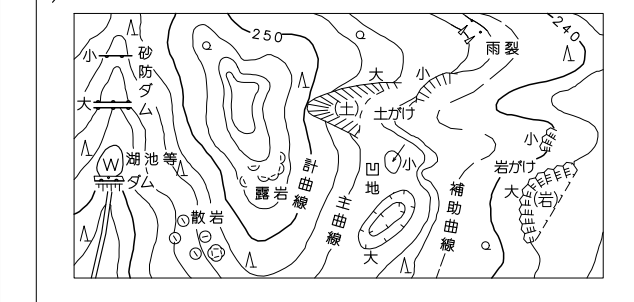 小
砂防ダム
大
W
湖池等
ダム
250
露岩
散岩
計曲線
主曲線
大
小
(土)
土がけ
凹地
小
大
補助曲線
雨裂
240
小
岩がけ
大
(岩)